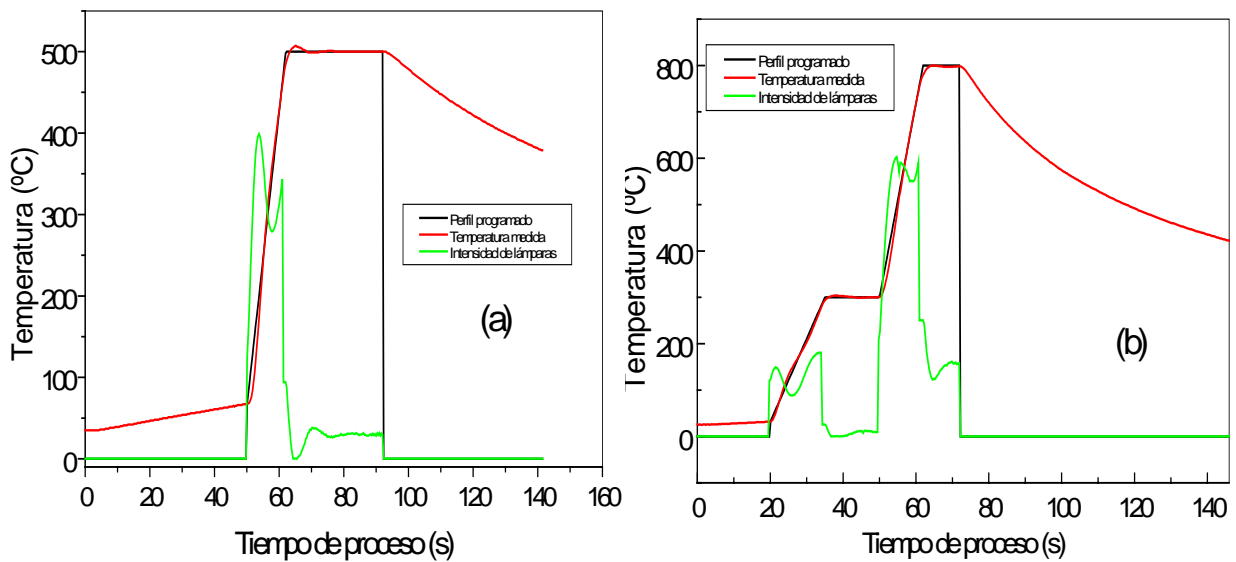 500
400
300
200
100
0
0 20 40 60 80 100 120 140 160
Temperatura (ºC)
Tiempo de proceso (s)
Perfil programado
Temperatura medida
Intensidad de lámparas
(a)
800
600
400
200
0
0 20 40 60 80 100 120 140
Temperatura (ºC)
Tiempo de proceso (s)
Perfil programado
Temperatura medida
Intensidad de lámparas
(b)